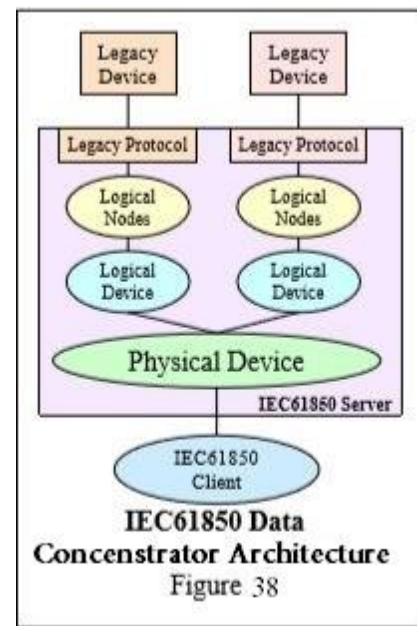 Legacy
Device
Legacy
Device
Legacy Protocol
Legacy Protocol
Logical
Nodes
Logical
Nodes
Logical
Device
Logical
Device
Physical Device
IEC61850 Server
IEC61850
Client
IEC61850 Data
Concenstrator Architecture
Figure 38